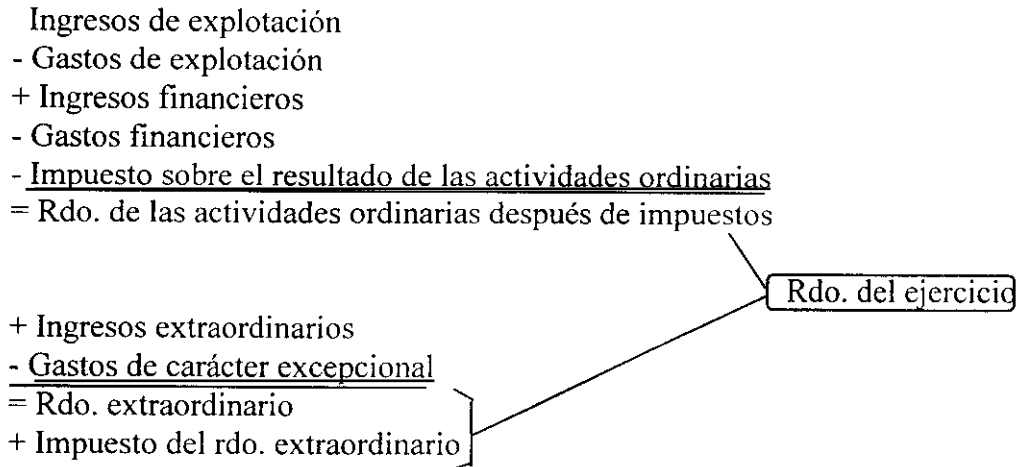 Ingresos de explotación
- Gastos de explotación
+ Ingresos financieros
- Gastos financieros
- Impuesto sobre el resultado de las actividades ordinarias
= Rdo. de las actividades ordinarias después de impuestos
Rdo. del ejercicio
+ Ingresos extraordinarios
- Gastos de carácter excepcional
= Rdo. extraordinario
+ Impuesto del rdo. extraordinario